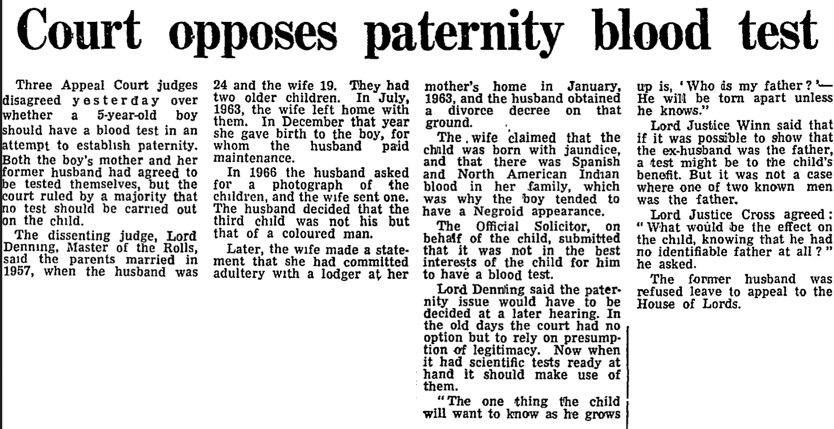 Court opposes paternity blood test
Three Appeal Court judges
disagreed yesterday over
whether a 5-year-old boy
should have a blood test in an
attempt to establish paternity.
Both the boy's mother and her
former husband had agreed to
be tested themselves, but the
court ruled by a majority that
no test should be carried out
on the child.
The dissenting judge, Lord
Denning, Master of the Rolls,
said the parents married in
1957, when the husband was
24 and the wife 19. They had
two older children. In July,
1963, the wife left home with
them. In December that year
she gave birth to the boy, for
whom the husband paid
maintenance.
In 1966 the husband asked
for a photograph of the
children, and the wife sent one.
The husband decided that the
third child was not his but
that of a coloured man.
Later, the wife made a state-
ment that she had committed
adultery with a lodger at her
mother's home in January,
1963, and the husband obtained
a divorce decree on that
ground.
The wife claimed that the
child was born with jaundice,
and that there was Spanish
and North American Indian
blood in her family, which
was why the boy tended to
have a Negroid appearance.
The Official Solicitor, on
behalf of the child, submitted
that it was not in the best
interests of the child for him
to have a blood test.
Lord Denning said the pater-
nity issue would have to be
decided at a later hearing. In
the old days the court had no
option but to rely on presump-
tion of legitimacy. Now when
it had scientific tests ready at
hand it should make use of
them.
"The one thing the child
will want to know as he grows
up is, 'Who is my father?'—
He will be torn apart unless
he knows."
Lord Justice Winn said that
if it was possible to show that
the ex-husband was the father,
a test might be to the child's
benefit. But it was not a case
where one of two known men
was the father.
Lord Justice Cross agreed:
"What would be the effect on
the child, knowing that he had
no identifiable father at all?"
he asked.
The former husband was
refused leave to appeal to the
House of Lords.